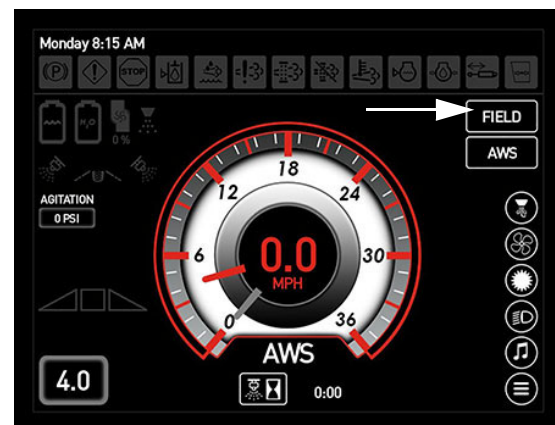 Monday 8:15 AM
(P)
STOP
H₂O
0 %
FIELD
AWS
AGITATION
0 PSI
0
6
12
18
24
30
36
0.0
MPH
AWS
4.0
0:00